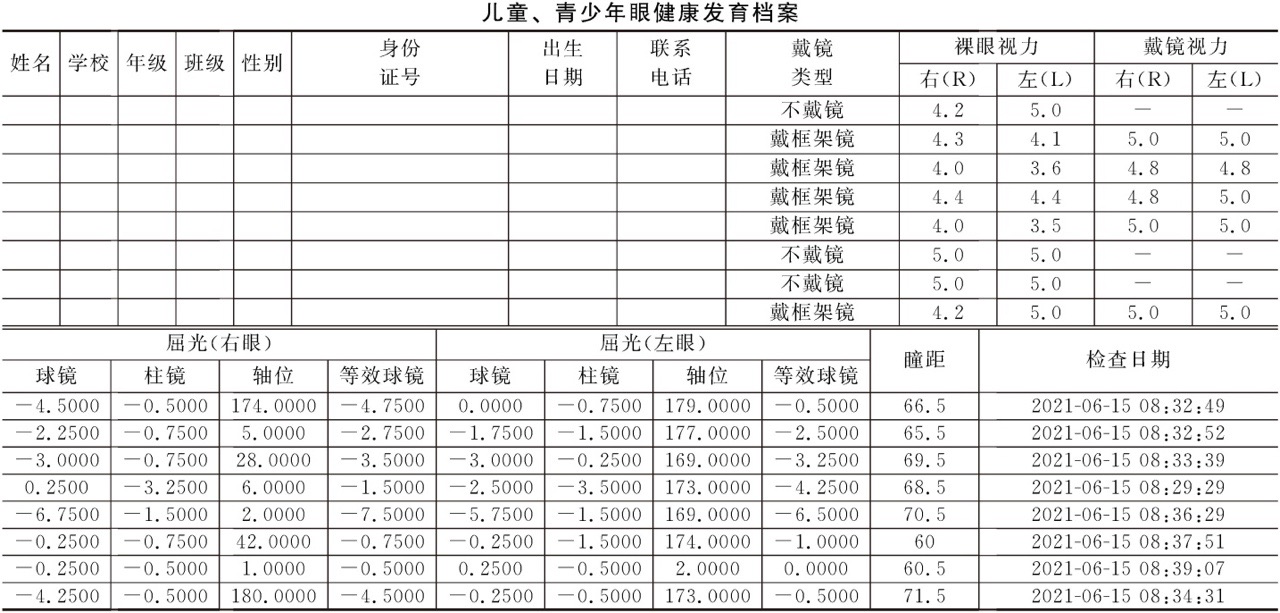 儿童、青少年眼健康发育档案
姓名 学校 年级 班级 性别 身份证号 出生日期 联系电话 戴镜类型 裸眼视力 戴镜视力
右(R) 左(L) 右(R) 左(L)
不戴镜 4.2 5.0 — —
戴框架镜 4.3 4.1 5.0 5.0
戴框架镜 4.0 3.6 4.8 4.8
戴框架镜 4.4 4.4 4.8 5.0
戴框架镜 4.0 3.5 5.0 5.0
不戴镜 5.0 5.0 — —
不戴镜 5.0 5.0 — —
戴框架镜 4.2 5.0 5.0 5.0
屈光(右眼) 屈光(左眼) 瞳距 检查日期
球镜 柱镜 轴位 等效球镜 球镜 柱镜 轴位 等效球镜
-4.5000 -0.5000 174.0000 -4.7500 0.0000 -0.7500 179.0000 -0.5000 66.5 2021-06-15 08:32:49
-2.2500 -0.7500 5.0000 -2.7500 -1.7500 -1.5000 177.0000 -2.5000 65.5 2021-06-15 08:32:52
-3.0000 -0.7500 28.0000 -3.5000 -3.0000 -0.2500 169.0000 -3.2500 69.5 2021-06-15 08:33:39
0.2500 -3.2500 6.0000 -1.5000 -2.5000 -3.5000 173.0000 -4.2500 68.5 2021-06-15 08:29:29
-6.7500 -1.5000 2.0000 -7.5000 -5.7500 -1.5000 169.0000 -6.5000 70.5 2021-06-15 08:36:29
-0.2500 -0.7500 42.0000 -0.7500 -0.2500 -1.5000 174.0000 -1.0000 60 2021-06-15 08:37:51
-0.2500 -0.5000 1.0000 -0.5000 0.2500 -0.5000 2.0000 0.0000 60.5 2021-06-15 08:39:07
-4.2500 -0.5000 180.0000 -4.5000 -0.2500 -0.5000 173.0000 -0.5000 71.5 2021-06-15 08:34:31